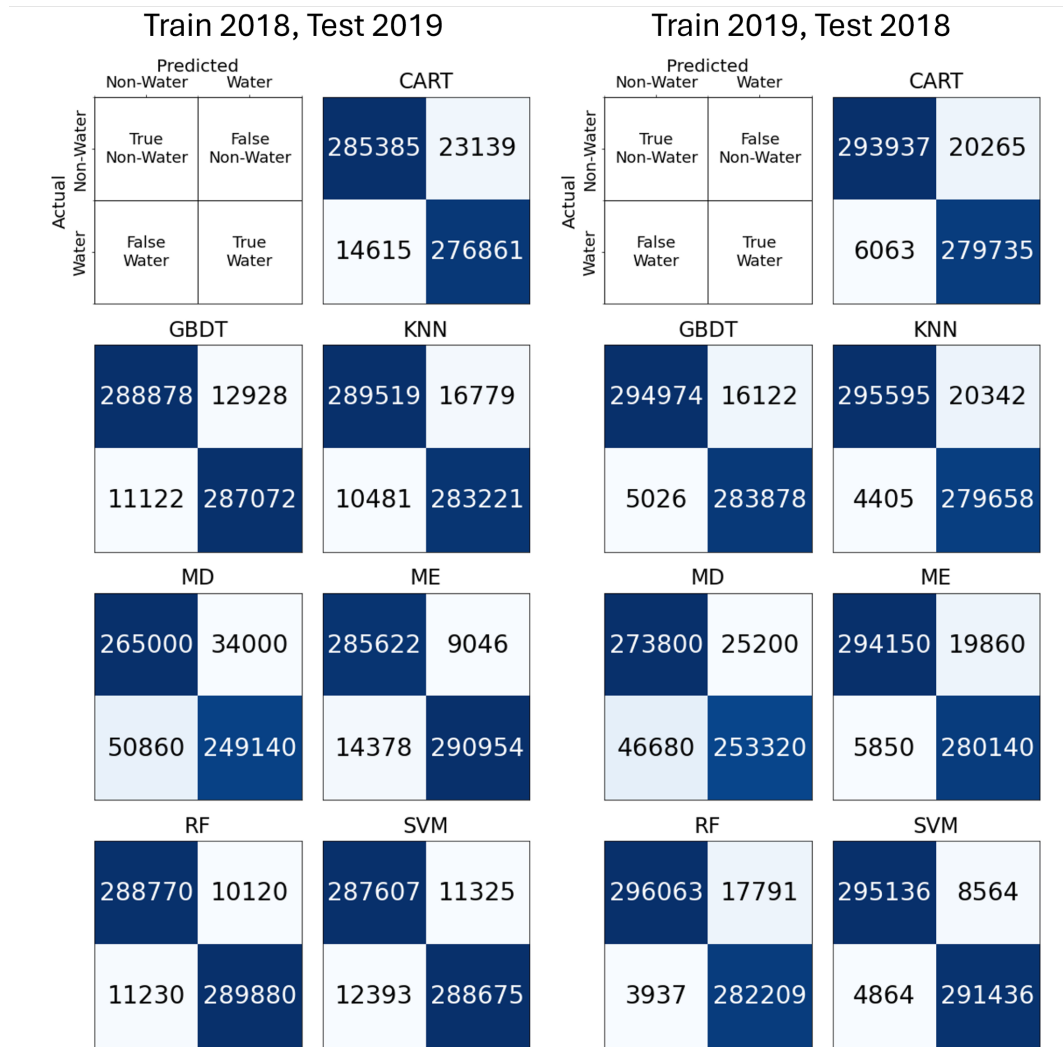 Train 2018, Test 2019
Train 2019, Test 2018
Predicted
Non-Water Water
CART
Actual
Non-Water
Water
True
Non-Water
False
Non-Water
False
Water
True
Water
285385 23139
14615 276861
Predicted
Non-Water Water
CART
Actual
Non-Water
Water
True
Non-Water
False
Non-Water
False
Water
True
Water
293937 20265
6063 279735
GBDT
288878 12928
11122 287072
KNN
289519 16779
10481 283221
GBDT
294974 16122
5026 283878
KNN
295595 20342
4405 279658
MD
265000 34000
50860 249140
ME
285622 9046
14378 290954
MD
273800 25200
46680 253320
ME
294150 19860
5850 280140
RF
288770 10120
11230 289880
SVM
287607 11325
12393 288675
RF
296063 17791
3937 282209
SVM
295136 8564
4864 291436